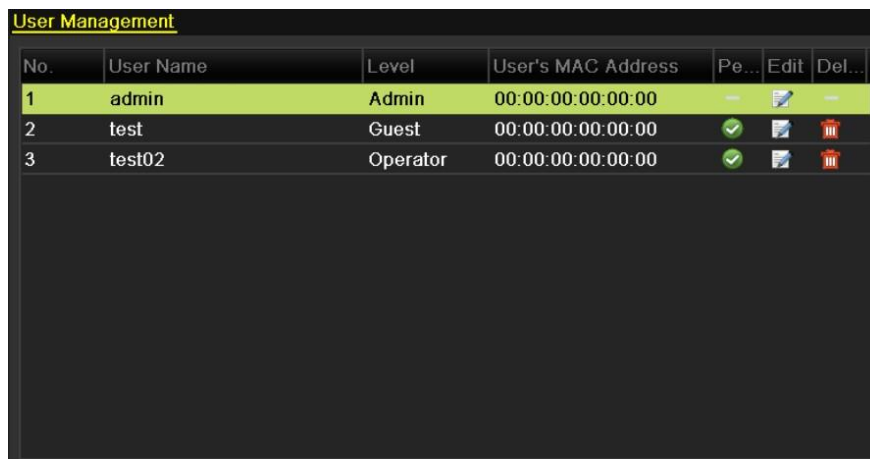 User Management
No. User Name Level User's MAC Address Pe... Edit Del...
1 admin Admin 00:00:00:00:00:00
2 test Guest 00:00:00:00:00:00
3 test02 Operator 00:00:00:00:00:00